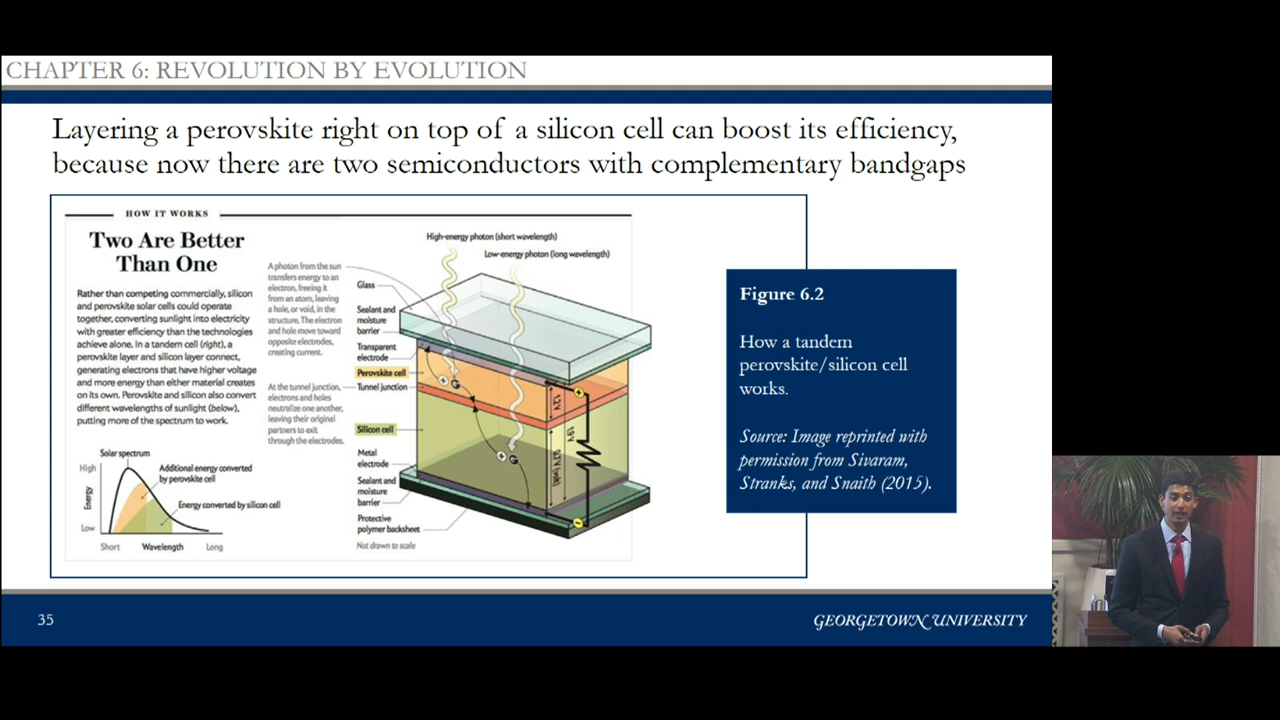 CHAPTER 6: REVOLUTION BY EVOLUTION
Layering a perovskite right on top of a silicon cell can boost its efficiency,
because now there are two semiconductors with complementary bandgaps
HOW IT WORKS
Two Are Better
Than One
Rather than competing commercially, silicon
and perovskite solar cells could operate
together, converting sunlight into electricity
with greater efficiency than the technologies
achieve alone. In a tandem cell (right), a
perovskite layer and silicon layer connect,
generating electrons that have higher voltage
and more energy than either material creates
on its own. Perovskite and silicon also convert
different wavelengths of sunlight (below),
putting more of the spectrum to work.
Solar spectrum
High
Additional energy converted
by perovskite cell
Energy
Energy converted by silicon cell
Low
Short
Wavelength
Long
A photon from the sun
transfers energy to an
electron, freeing it
from an atom, leaving
a hole, or void, in the
structure. The electron
and hole move toward
opposite electrodes,
creating current.
At the tunnel junction,
electrons and holes
neutralize one another,
leaving their original
partners to exit
through the electrodes.
High-energy photon (short wavelength)
Low-energy photon (long wavelength)
Glass
Sealant and
moisture
barrier
Transparent
electrode
Perovskite cell
Tunnel junction
Silicon cell
Metal
electrode
Sealant and
moisture
barrier
Protective
polymer backsheet
Not drawn to scale
+
+
+
–
Figure 6.2
How a tandem
perovskite/silicon cell
works.
Source: Image reprinted with
permission from Sivaram,
Stranks, and Snaith (2015).
35
GEORGETOWN UNIVERSITY